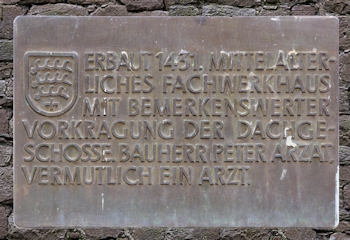 ERBAUT 1431. MITTELALTER-
LICHES FACHWERKHAUS
MIT BEMERKENSWERTER
VORKRAGUNG DER DACHGE-
SCHOSSE. BAUHERR PETER ARZAT,
VERMUTLICH EIN ARZT.